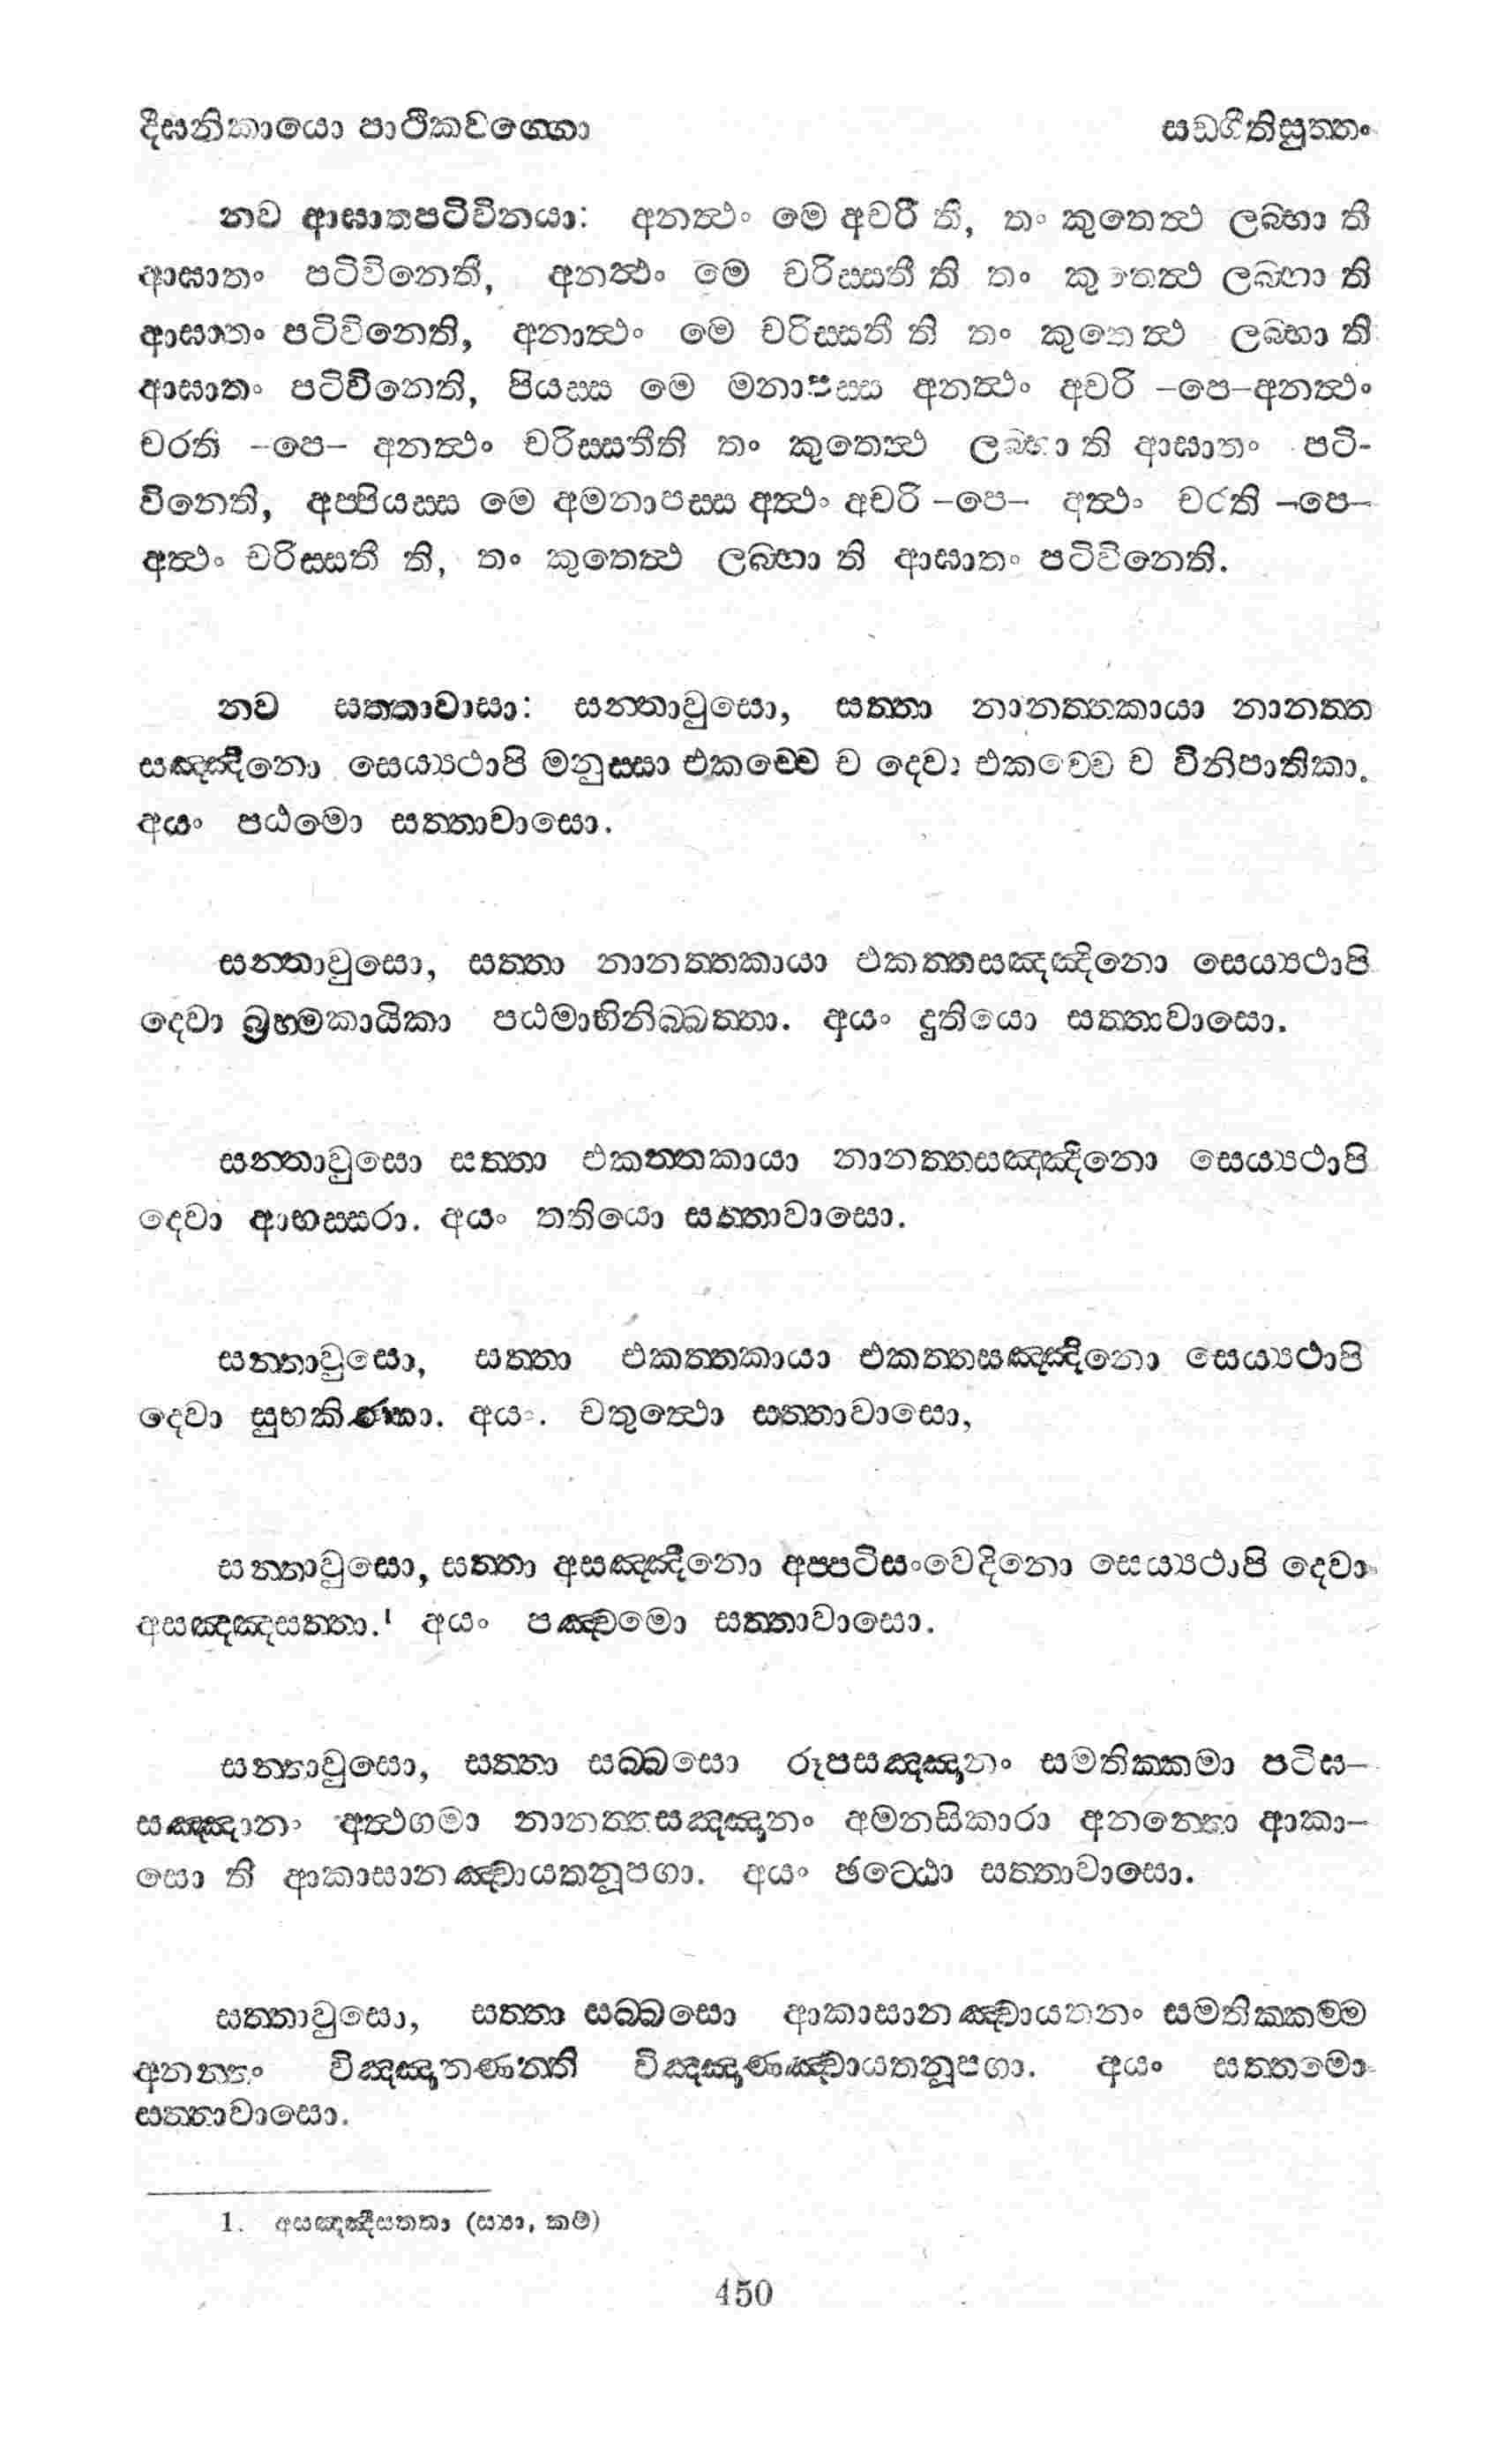 දීඝනිකායො පාථිකවග්ගො සඞ්ගීතිසුත්තං
නව ආඝාතපටිවිනයා: අනත්ථං මෙ අචරී ති, තං කුතෙත්ථ ලබ්භා ති
ආඝාතං පටිවිනෙති, අනත්ථං මෙ චරිස්සතී ති තං කුතෙත්ථ ලබ්භා ති
ආඝාතං පටිවිනෙති, අනාත්ථං මෙ චරිස්සතී ති තං කුතෙත්ථ ලබ්භා ති
ආඝාතං පටිවිනෙති, පියස්ස මෙ මනාපස්ස අනත්ථං අචරි -පෙ-අනත්ථං
චරති -පෙ- අනත්ථං චරිස්සතීති තං කුතෙත්ථ ලබ්භා ති ආඝාතං පටි-
විනෙති, අප්පියස්ස මෙ අමනාපස්ස අත්ථං අචරි -පෙ- අත්ථං චරති -පෙ-
අත්ථං චරිස්සතී ති, තං කුතෙත්ථ ලබ්භා ති ආඝාතං පටිවිනෙති.
නව සත්තාවාසා: සන්තාවුසො, සත්තා නානත්තකායා නානත්ත
සඤ්ඤීනො සෙය්‍යථාපි මනුස්සා එකච්චෙ ච දෙවා එකච්චෙ ච විනිපාතිකා.
අයං පඨමො සත්තාවාසො.
සන්තාවුසො, සත්තා නානත්තකායා එකත්තසඤ්ඤිනො සෙය්‍යථාපි
දෙවා බ්‍රහ්මකායිකා පඨමාභිනිබ්බත්තා. අයං දුතියො සත්තාවාසො.
සන්තාවුසො සත්තා එකත්තකායා නානත්තසඤ්ඤිනො සෙය්‍යථාපි
දෙවා ආභස්සරා. අයං තතියො සත්තාවාසො.
සන්තාවුසො, සත්තා එකත්තකායා එකත්තසඤ්ඤිනො සෙය්‍යථාපි
දෙවා සුභකිණ්හා. අයං. චතුත්ථො සත්තාවාසො,
සන්තාවුසො, සත්තා අසඤ්ඤීනො අප්පටිසංවෙදිනො සෙය්‍යථාපි දෙවා
අසඤ්ඤසත්තා.¹ අයං පඤ්චමො සත්තාවාසො.
සන්තාවුසො, සත්තා සබ්බසො රූපසඤ්ඤානං සමතික්කමා පටිඝ-
සඤ්ඤානං අත්ථගමා නානත්තසඤ්ඤානං අමනසිකාරා අනන්තො ආකා-
සො ති ආකාසානඤ්චායතනූපගා. අයං ඡට්ඨො සත්තාවාසො.
සත්තාවුසො, සත්තා සබ්බසො ආකාසානඤ්චායතනං සමතික්කම්ම
අනන්තං විඤ්ඤානණන්ති විඤ්ඤාණඤ්චායතනූපගා. අයං සත්තමො
සත්තාවාසො.
1. අසඤ්ඤීසත්තා (ස්‍යා, කම්)
450